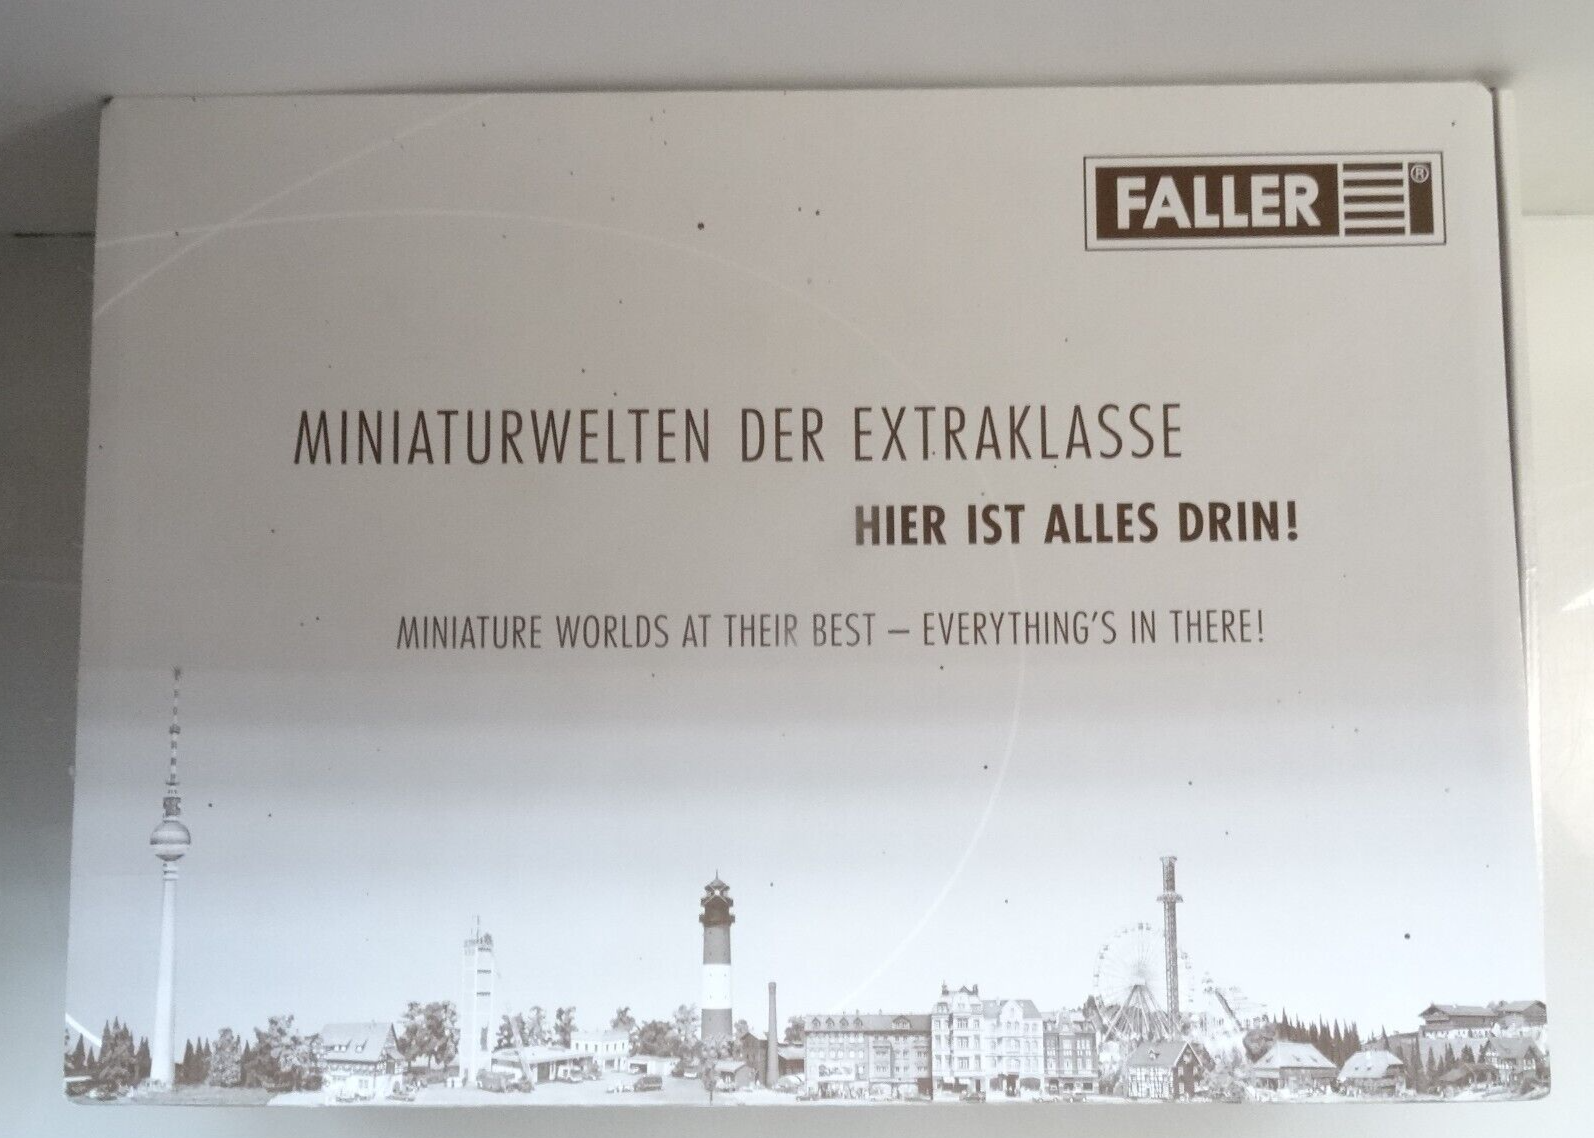 FALLER ®
MINIATURWELTEN DER EXTRAKLASSE
HIER IST ALLES DRIN!
MINIATURE WORLDS AT THEIR BEST – EVERYTHING'S IN THERE!